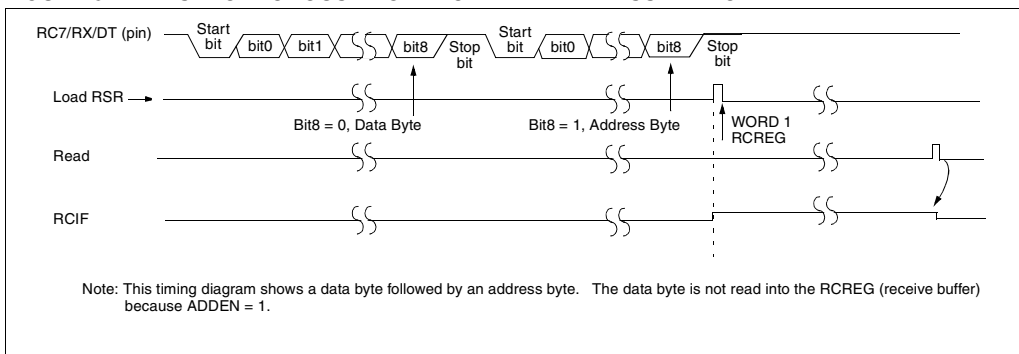 RC7/RX/DT (pin)
Start bit
bit0
bit1
bit8
Stop bit
Start bit
bit0
bit8
Stop bit
Load RSR
Bit8 = 0, Data Byte
Bit8 = 1, Address Byte
WORD 1
RCREG
Read
RCIF
Note: This timing diagram shows a data byte followed by an address byte. The data byte is not read into the RCREG (receive buffer)
because ADDEN = 1.